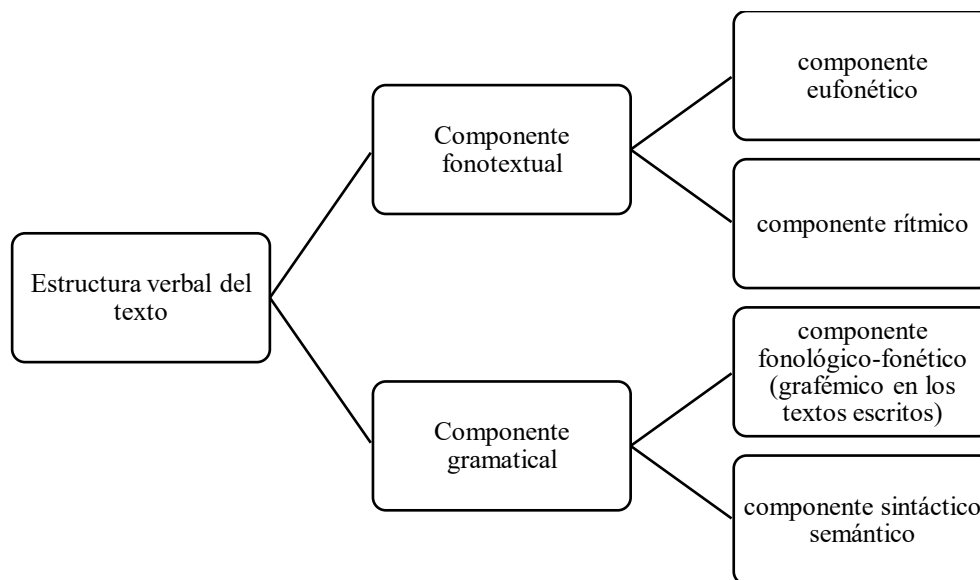 Estructura verbal del
texto
Componente
fonotextual
componente
eufonético
componente rítmico
Componente
gramatical
componente
fonológico-fonético
(grafémico en los
textos escritos)
componente sintáctico
semántico